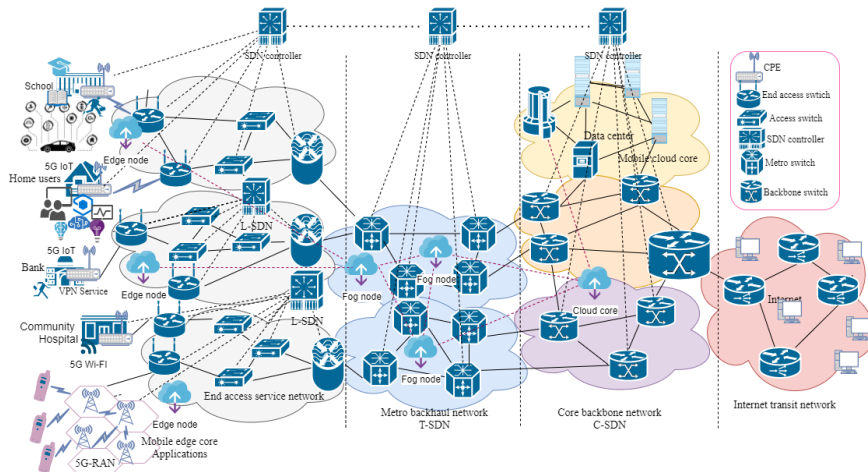 SDN controller
SDN controller
SDN controller
School
Edge node
5G IoT
Home users
L-SDN
5G IoT
Bank
VPN Service
Edge node
L-SDN
Community
Hospital
5G Wi-FI
End access service network
Edge node
Mobile edge core
Applications
5G-RAN
Fog node
Fog node
Fog node
Metro backhaul network
T-SDN
Data center
Mobile cloud core
Cloud core
Core backbone network
C-SDN
Internet
Internet transit network
CPE
End access swtich
Access switch
SDN controller
Metro switch
Backbone switch